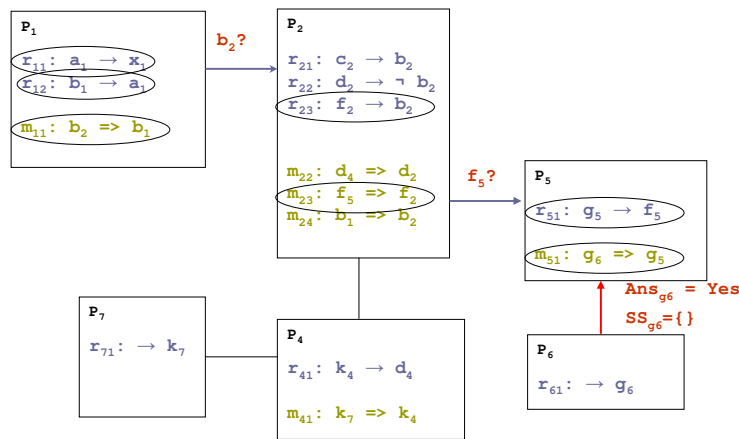 P₁
r₁₁: a₁ → x₁
r₁₂: b₁ → a₁
m₁₁: b₂ => b₁
b₂?
P₂
r₂₁: c₂ → b₂
r₂₂: d₂ → ¬ b₂
r₂₃: f₂ → b₂
m₂₂: d₄ => d₂
m₂₃: f₅ => f₂
m₂₄: b₁ => b₂
f₅?
P₅
r₅₁: g₅ → f₅
m₅₁: g₆ => g₅
Ans_g6 = Yes
SS_g6={}
P₇
r₇₁: → k₇
P₄
r₄₁: k₄ → d₄
m₄₁: k₇ => k₄
P₆
r₆₁: → g₆